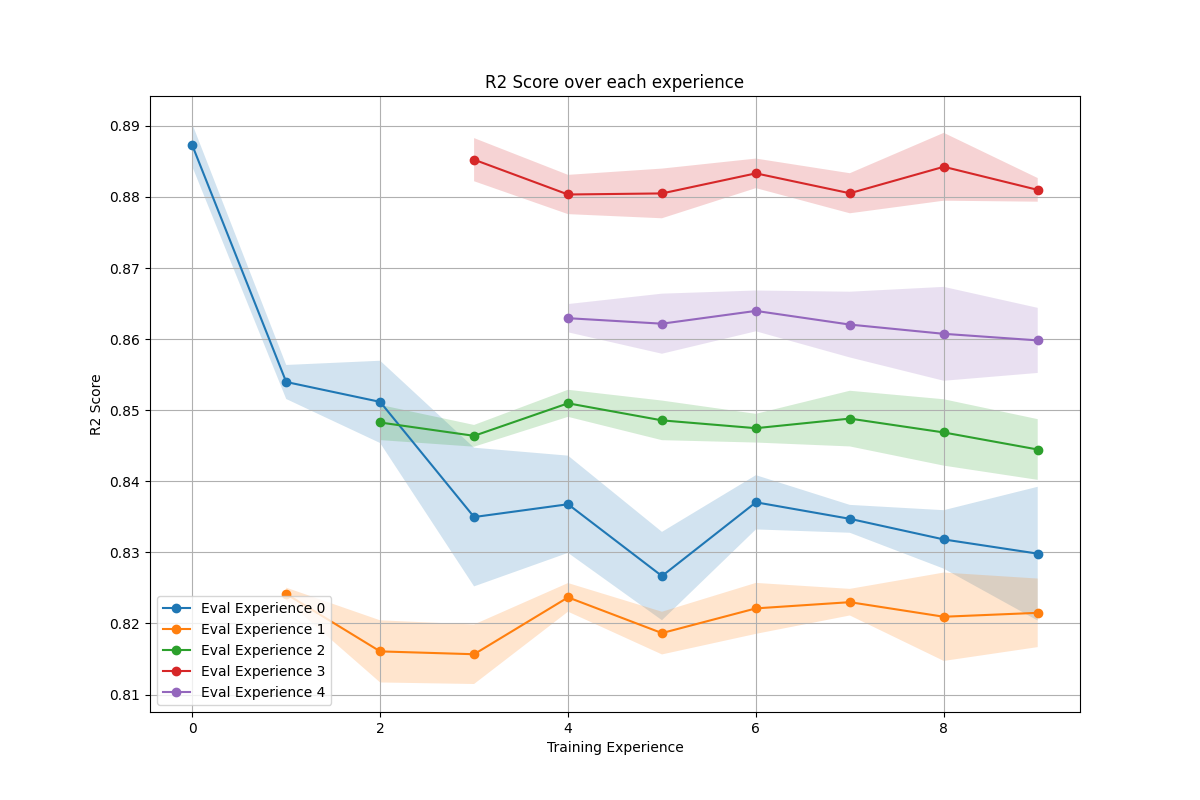 R2 Score over each experience
0.89
0.88
0.87
0.86
0.85
0.84
0.83
0.82
0.81
R2 Score
Eval Experience 0
Eval Experience 1
Eval Experience 2
Eval Experience 3
Eval Experience 4
0 2 4 6 8
Training Experience